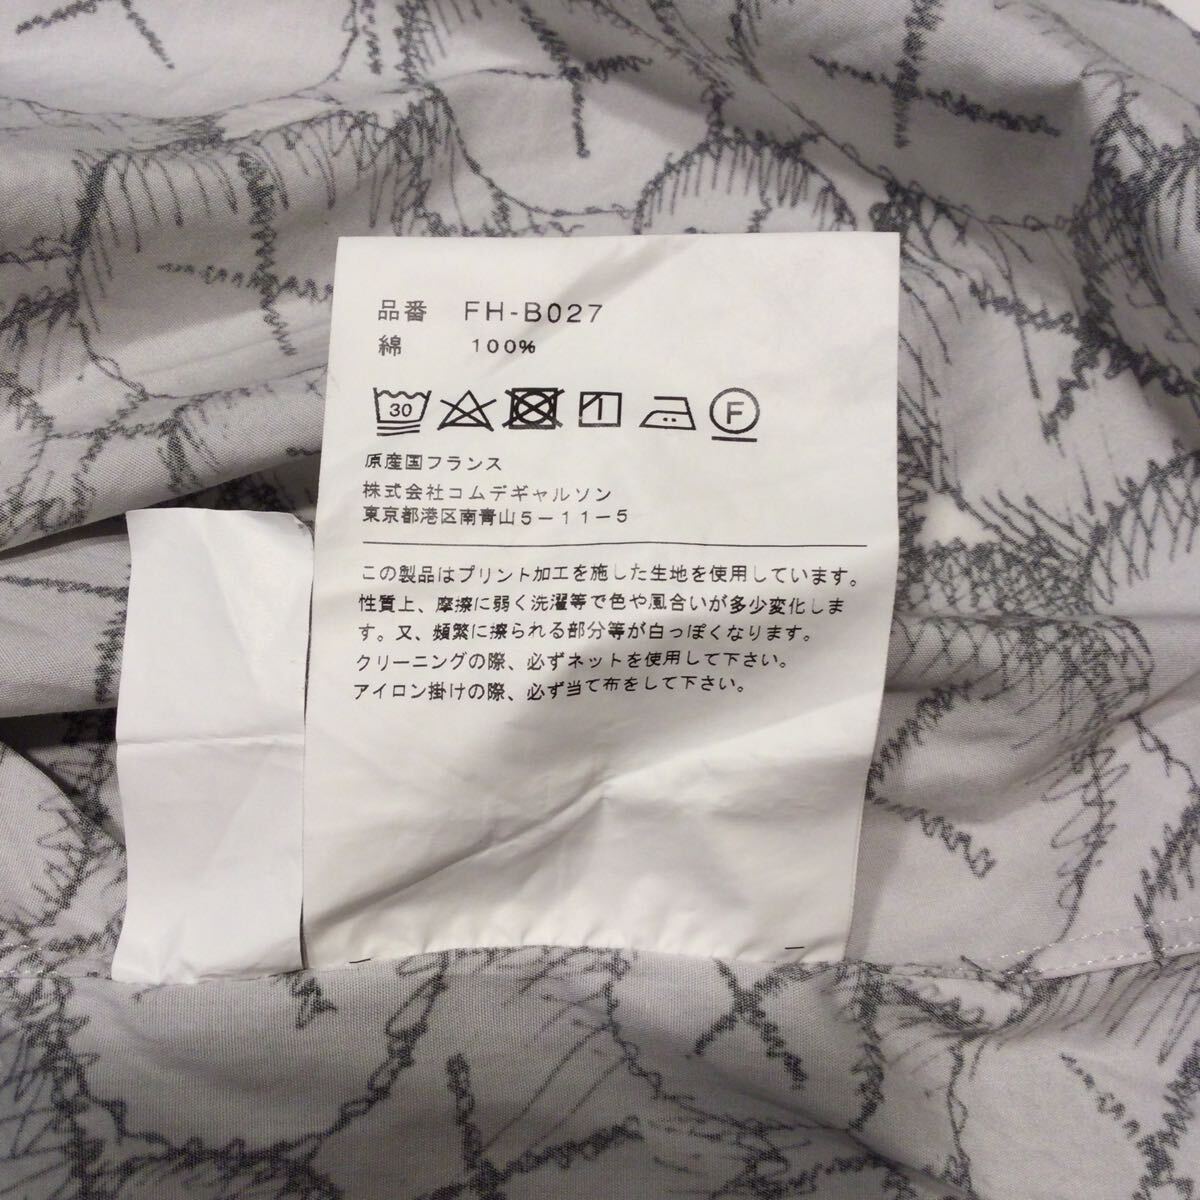 品番 FH-B027
綿 100%
30 F
原産国フランス
株式会社コムデギャルソン
東京都港区南青山5-11-5
この製品はプリント加工を施した生地を使用しています。
性質上、摩擦に弱く洗濯等で色や風合いが多少変化しま
す。又、頻繁に擦られる部分等が白っぽくなります。
クリーニングの際、必ずネットを使用して下さい。
アイロン掛けの際、必ず当て布をして下さい。